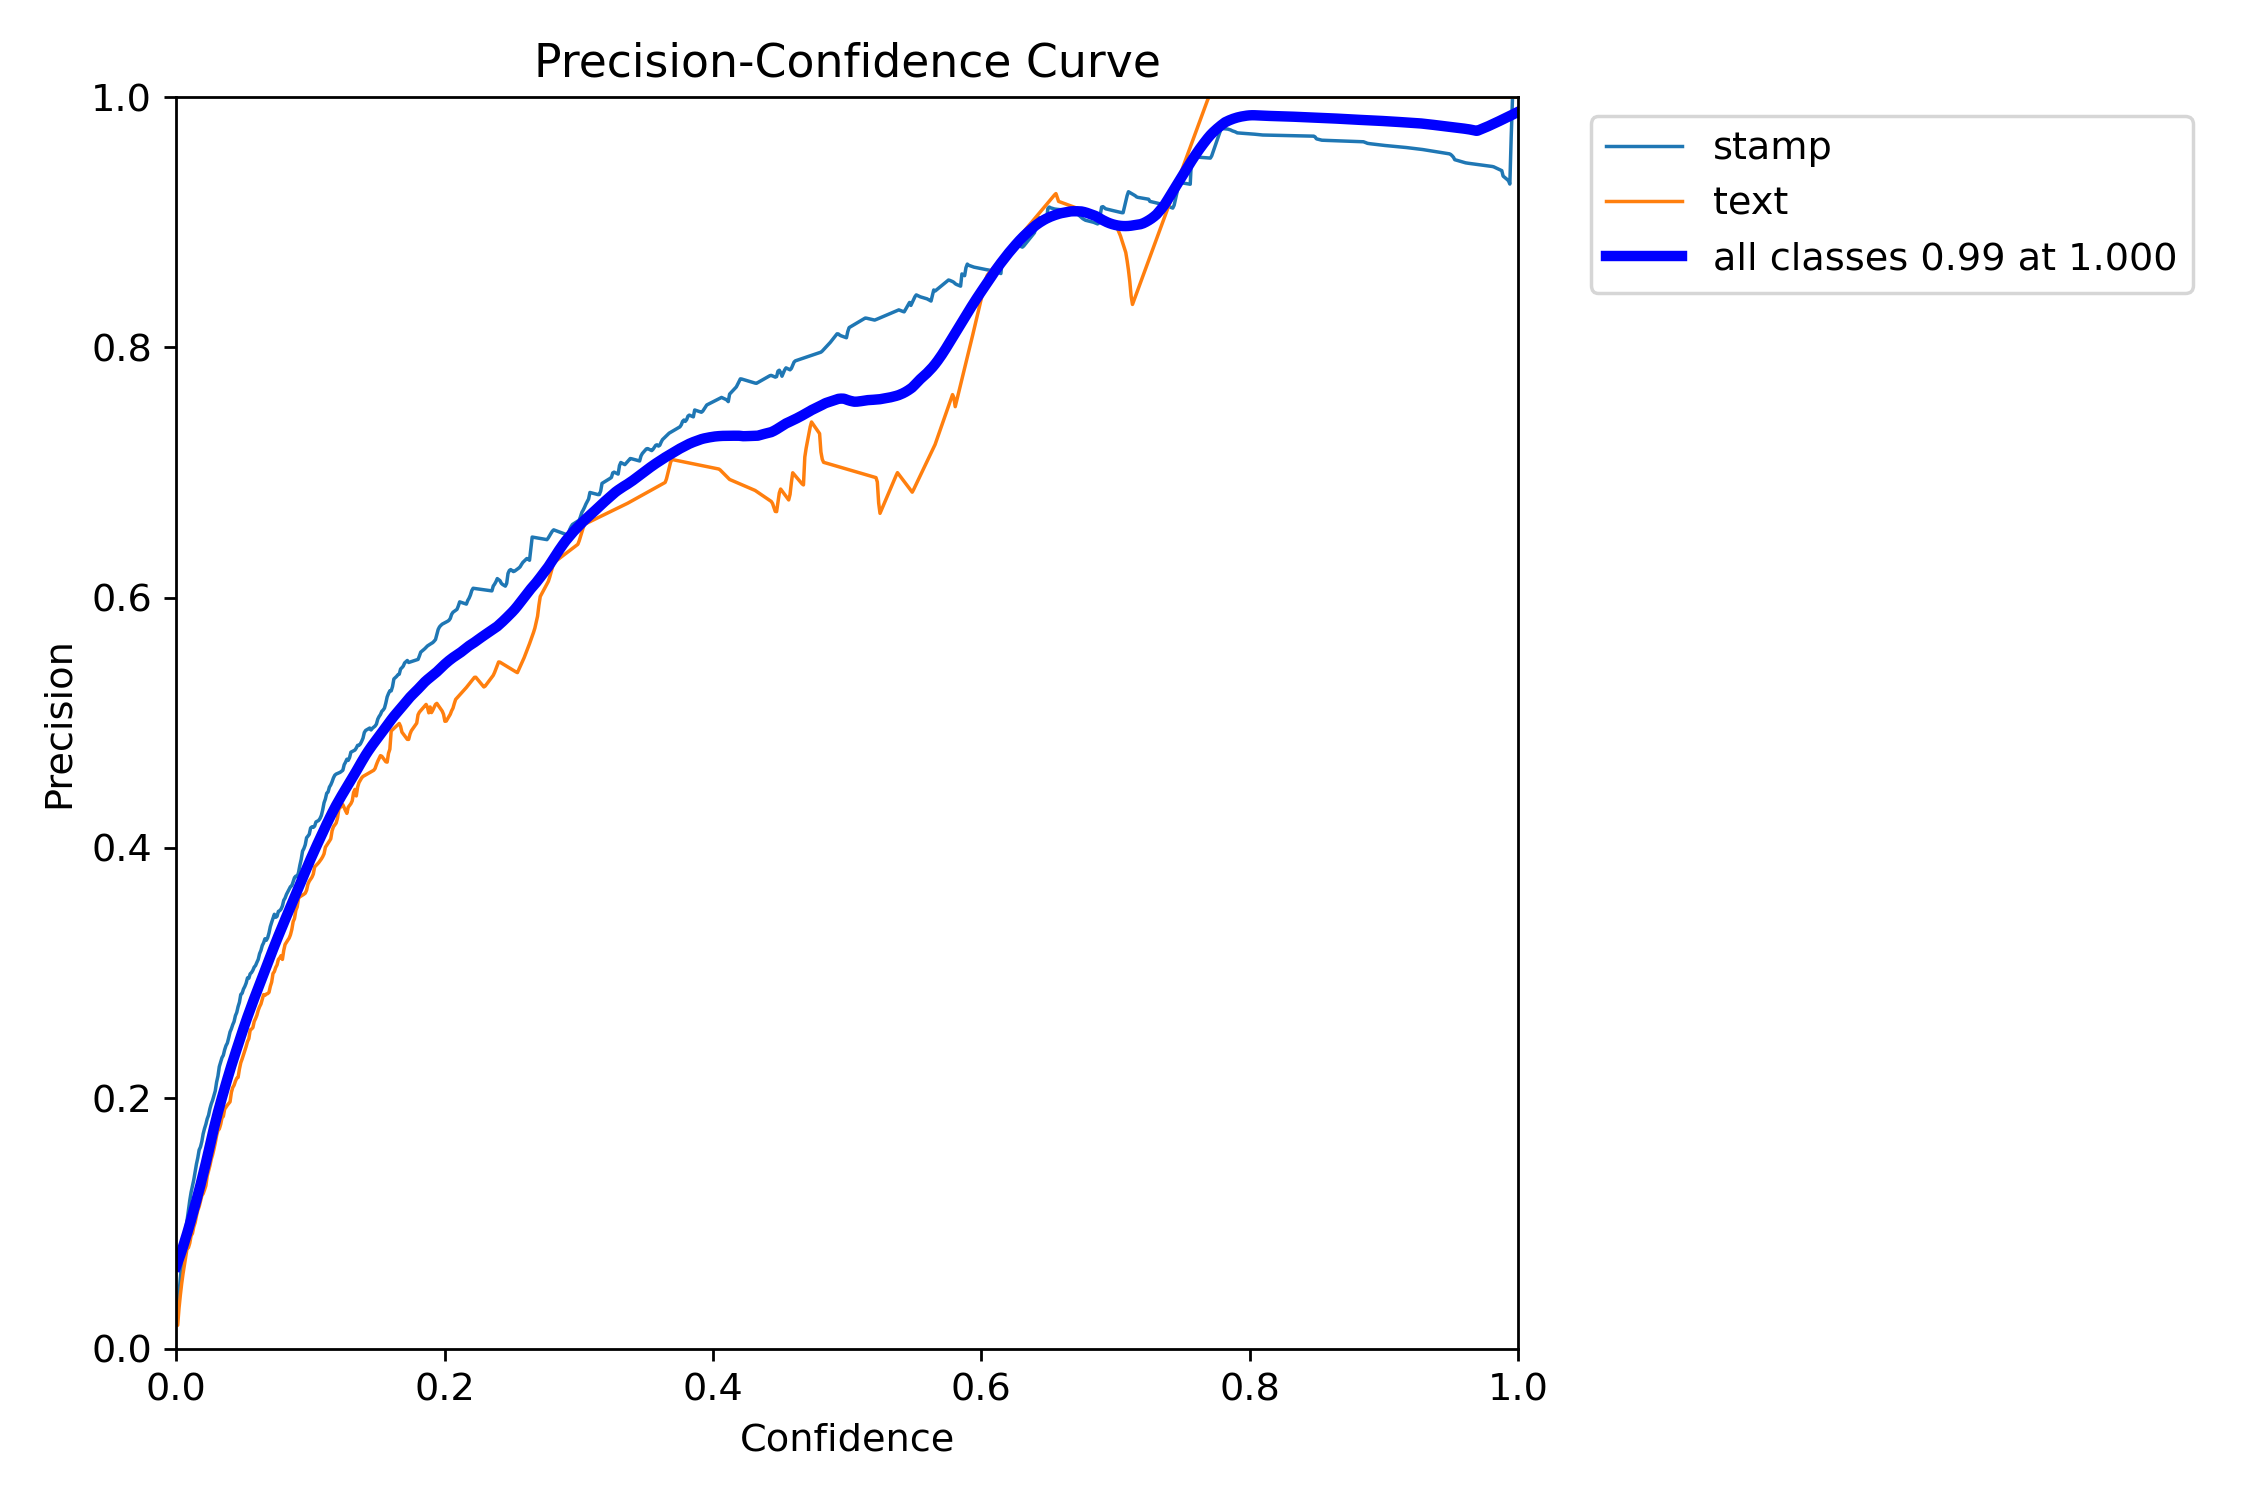 Precision-Confidence Curve
1.0
0.8
0.6
0.4
0.2
0.0
Precision
0.0 0.2 0.4 0.6 0.8 1.0
Confidence
stamp
text
all classes 0.99 at 1.000